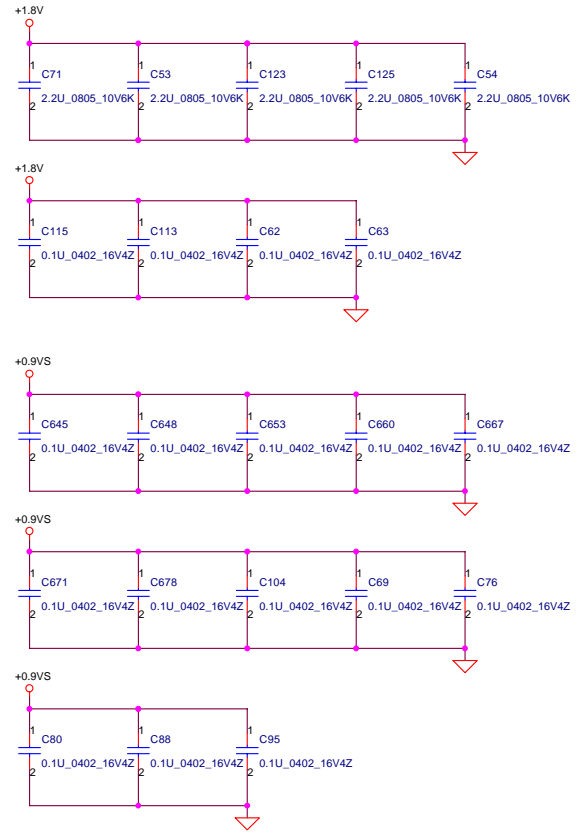 +1.8V
1 1 1 1 1
C71 C53 C123 C125 C54
2.2U_0805_10V6K 2.2U_0805_10V6K 2.2U_0805_10V6K 2.2U_0805_10V6K 2.2U_0805_10V6K
2 2 2 2 2
+1.8V
1 1 1 1
C115 C113 C62 C63
0.1U_0402_16V4Z 0.1U_0402_16V4Z 0.1U_0402_16V4Z 0.1U_0402_16V4Z
2 2 2 2
+0.9VS
1 1 1 1 1
C645 C648 C653 C660 C667
0.1U_0402_16V4Z 0.1U_0402_16V4Z 0.1U_0402_16V4Z 0.1U_0402_16V4Z 0.1U_0402_16V4Z
2 2 2 2 2
+0.9VS
1 1 1 1 1
C671 C678 C104 C69 C76
0.1U_0402_16V4Z 0.1U_0402_16V4Z 0.1U_0402_16V4Z 0.1U_0402_16V4Z 0.1U_0402_16V4Z
2 2 2 2 2
+0.9VS
1 1 1
C80 C88 C95
0.1U_0402_16V4Z 0.1U_0402_16V4Z 0.1U_0402_16V4Z
2 2 2